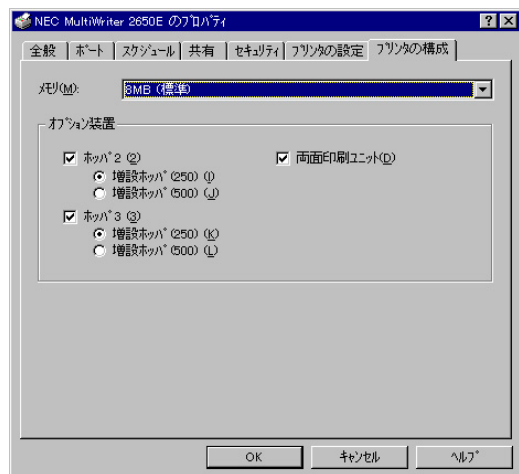 NEC MultiWriter 2650E のﾌﾟﾛﾊﾟﾃｨ
全般 ﾎﾟｰﾄ ｽｹｼﾞｭｰﾙ 共有 ｾｷｭﾘﾃｨ ﾌﾟﾘﾝﾀの設定 ﾌﾟﾘﾝﾀの構成
ﾒﾓﾘ(M): 8MB (標準)
ｵﾌﾟｼｮﾝ装置
ﾎｯﾊﾟ2 (2) 両面印刷ﾕﾆｯﾄ(D)
増設ﾎｯﾊﾟ(250) (I)
増設ﾎｯﾊﾟ(500) (J)
ﾎｯﾊﾟ3 (3)
増設ﾎｯﾊﾟ(250) (K)
増設ﾎｯﾊﾟ(500) (L)
OK ｷｬﾝｾﾙ ﾍﾙﾌﾟ